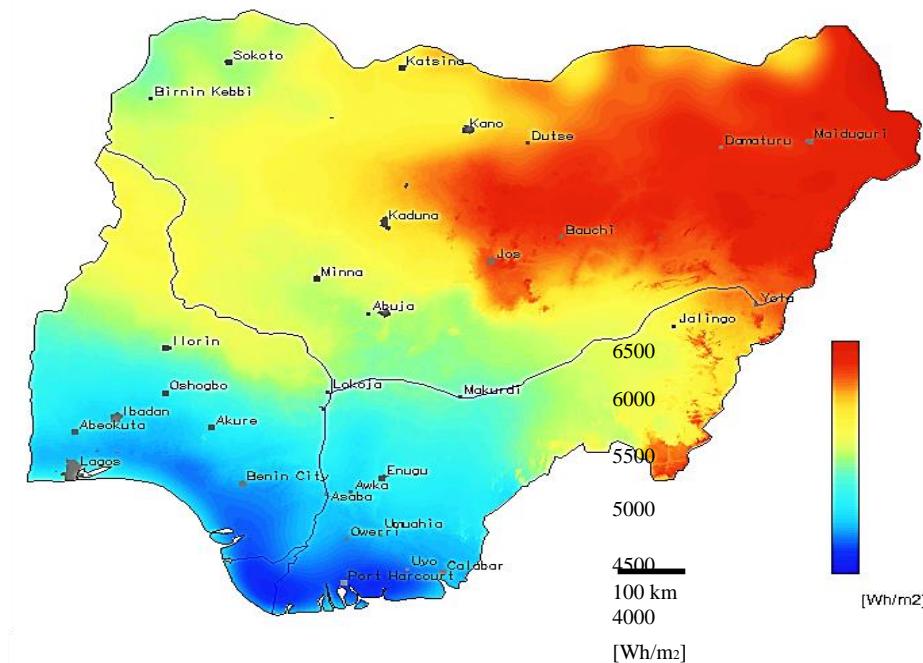 Sokoto
Katsina
Birnin Kebbi
Kano
Dutse
Damaturu
Maiduguri
Kaduna
Bauchi
Jos
Minna
Yola
Abuja
Jalingo
Ilorin
6500
Oshogbo
Lokoja
Makurdi
6000
Ibadan
Abeokuta
Akure
Lagos
5500
Benin City
Enugu
Awka
Asaba
5000
Umuahia
Owerri
4500
Uyo
Calabar
Port Harcourt
100 km
[Wh/m2]
4000
[Wh/m2]